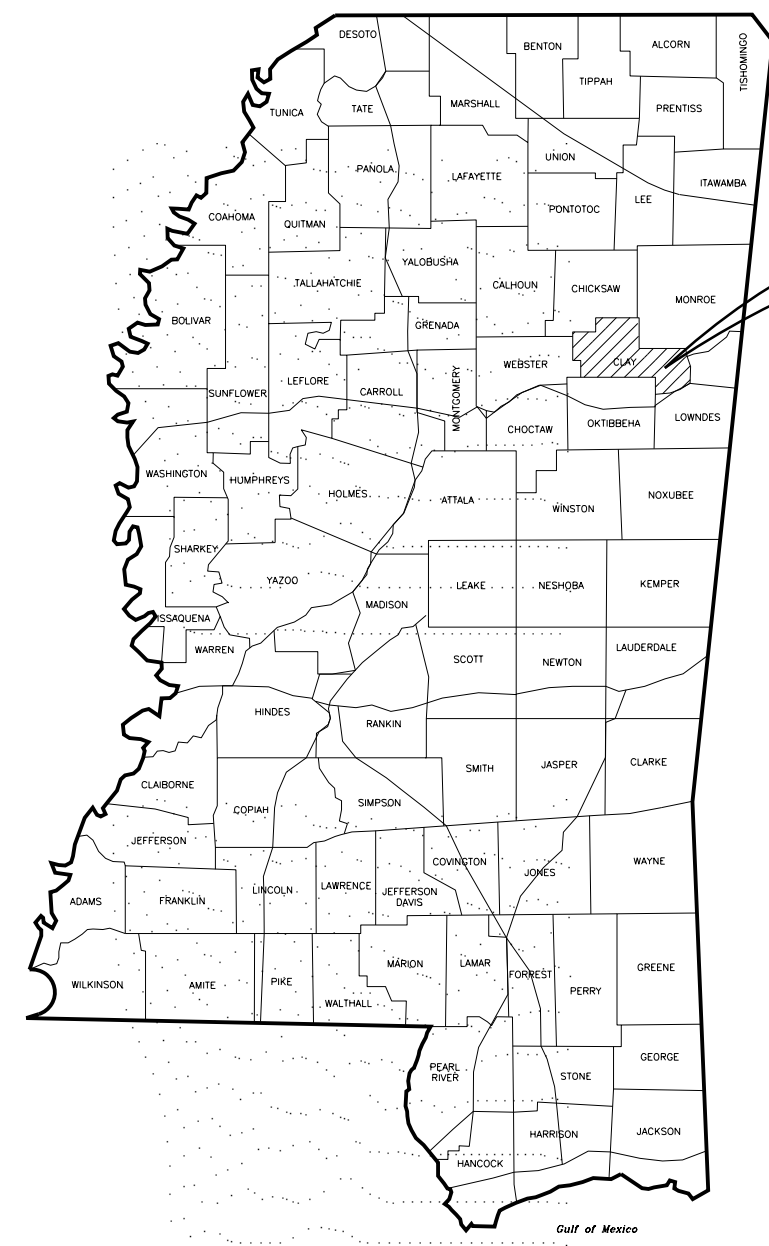 DESOTO
BENTON
ALCORN
TISHOMINGO
TIPPAH
TUNICA
TATE
MARSHALL
PRENTISS
UNION
PANOLA
LAFAYETTE
ITAWAMBA
LEE
PONTOTOC
COAHOMA
QUITMAN
YALOBUSHA
TALLAHATCHIE
CALHOUN
CHICKSAW
MONROE
BOLIVAR
GRENADA
WEBSTER
CLAY
SUNFLOWER
LEFLORE
CARROLL
MONTGOMERY
CHOCTAW
OKTIBBEHA
LOWNDES
WASHINGTON
HUMPHREYS
HOLMES
ATTALA
WINSTON
NOXUBEE
SHARKEY
YAZOO
LEAKE
NESHOBA
KEMPER
MADISON
ISSAQUENA
WARREN
SCOTT
NEWTON
LAUDERDALE
HINDES
RANKIN
SMITH
JASPER
CLARKE
CLAIBORNE
COPIAH
SIMPSON
JEFFERSON
COVINGTON
JONES
WAYNE
ADAMS
FRANKLIN
LINCOLN
LAWRENCE
JEFFERSON
DAVIS
WILKINSON
AMITE
PIKE
WALTHALL
MARION
LAMAR
FORREST
PERRY
GREENE
PEARL
RIVER
STONE
GEORGE
HANCOCK
HARRISON
JACKSON
Gulf of Mexico